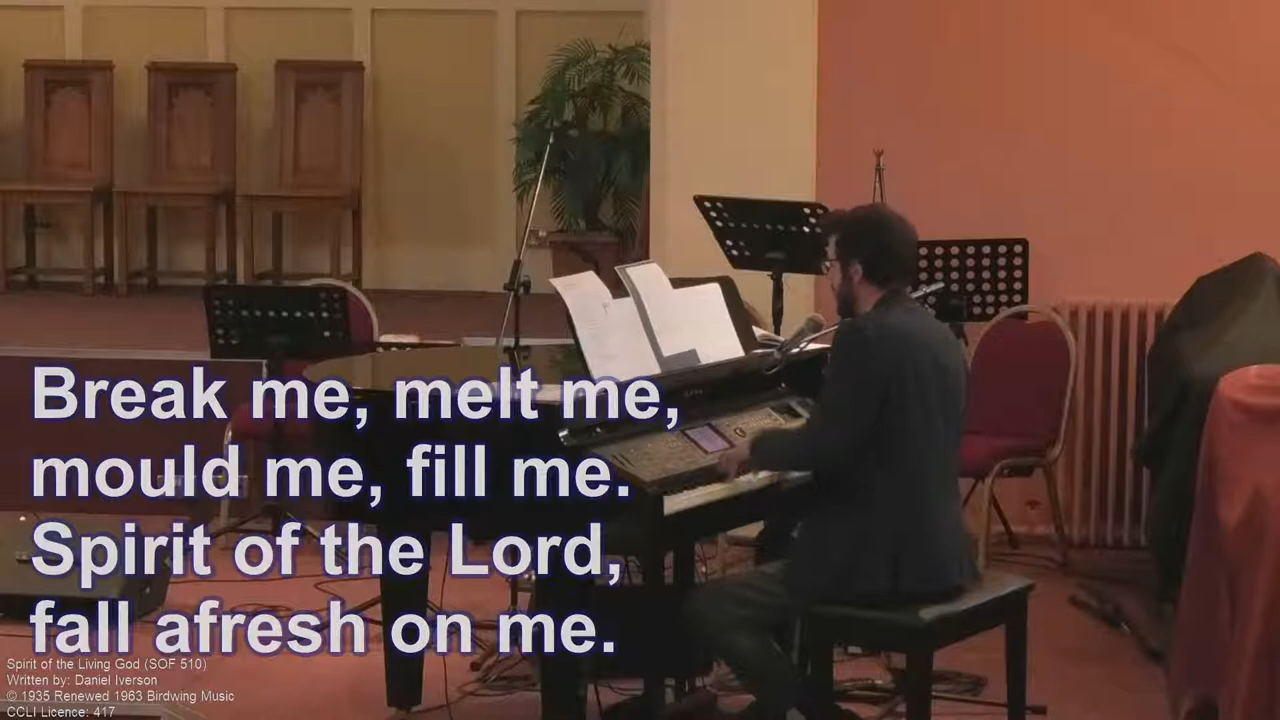 Break me, melt me,
mould me, fill me.
Spirit of the Lord,
fall afresh on me.
Spirit of the Living God (SOF 510)
Written by: Daniel Iverson
© 1935 Renewed 1963 Birdwing Music
CCLI Licence: 417